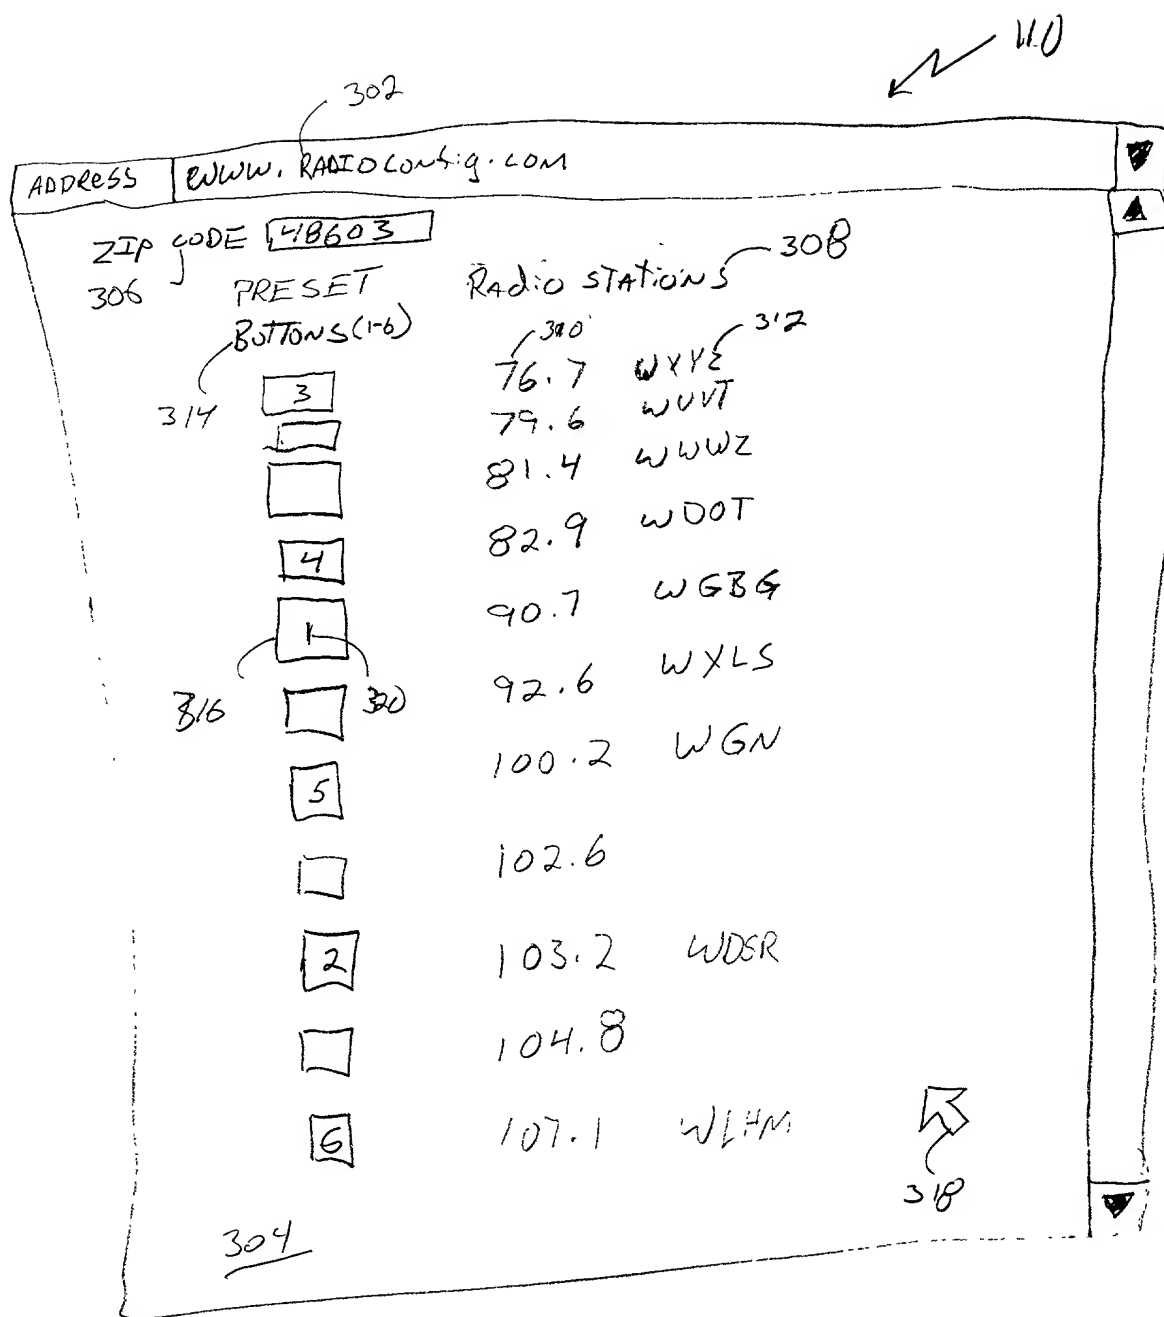 110
302
ADDRESS www.RADIOConfig.com
ZIP CODE 48603
308
306 PRESET Radio STATIONS
BUTTONS(1-6) 310 312
314 3 76.7 WXYZ
79.6 WUVT
81.4 WWWZ
4 82.9 WDOT
1 90.7 WGBG
316 320 92.6 WXLS
5 100.2 WGN
102.6
2 103.2 WDSR
104.8
6 107.1 WLHM
318
304